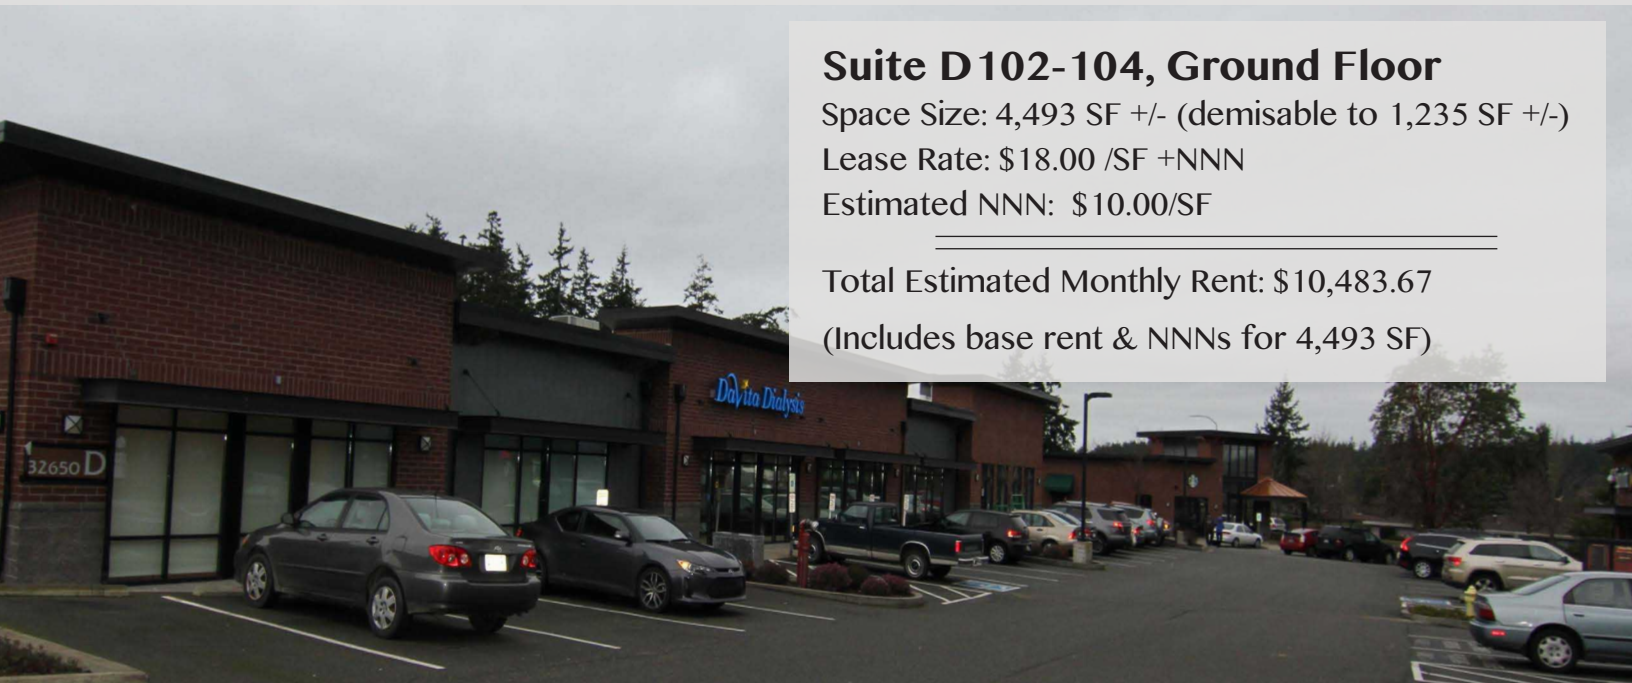 Suite D102-104, Ground Floor
Space Size: 4,493 SF +/- (demisable to 1,235 SF +/-)
Lease Rate: $18.00 /SF +NNN
Estimated NNN: $10.00/SF
Total Estimated Monthly Rent: $10,483.67
(Includes base rent & NNNs for 4,493 SF)
DaVita Dialysis
32650 D